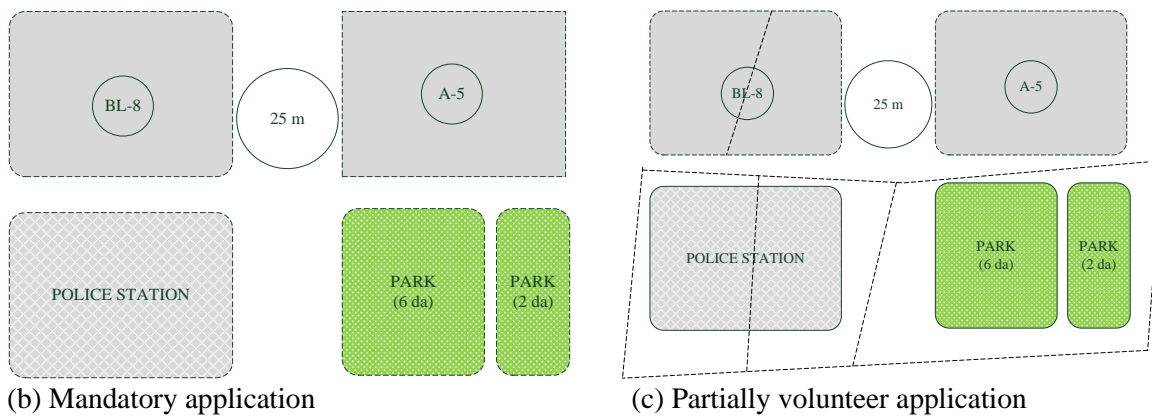 BL-8
25 m
A-5
POLICE STATION
PARK
(6 da)
PARK
(2 da)
(b) Mandatory application
BL-8
25 m
A-5
POLICE STATION
PARK
(6 da)
PARK
(2 da)
(c) Partially volunteer application